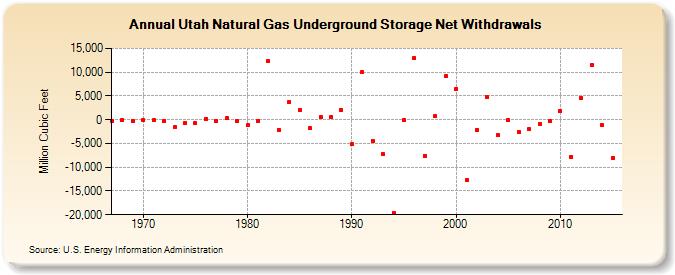 Annual Utah Natural Gas Underground Storage Net Withdrawals
Million Cubic Feet
15,000
10,000
5,000
0
-5,000
-10,000
-15,000
-20,000
1970 1980 1990 2000 2010
Source: U.S. Energy Information Administration